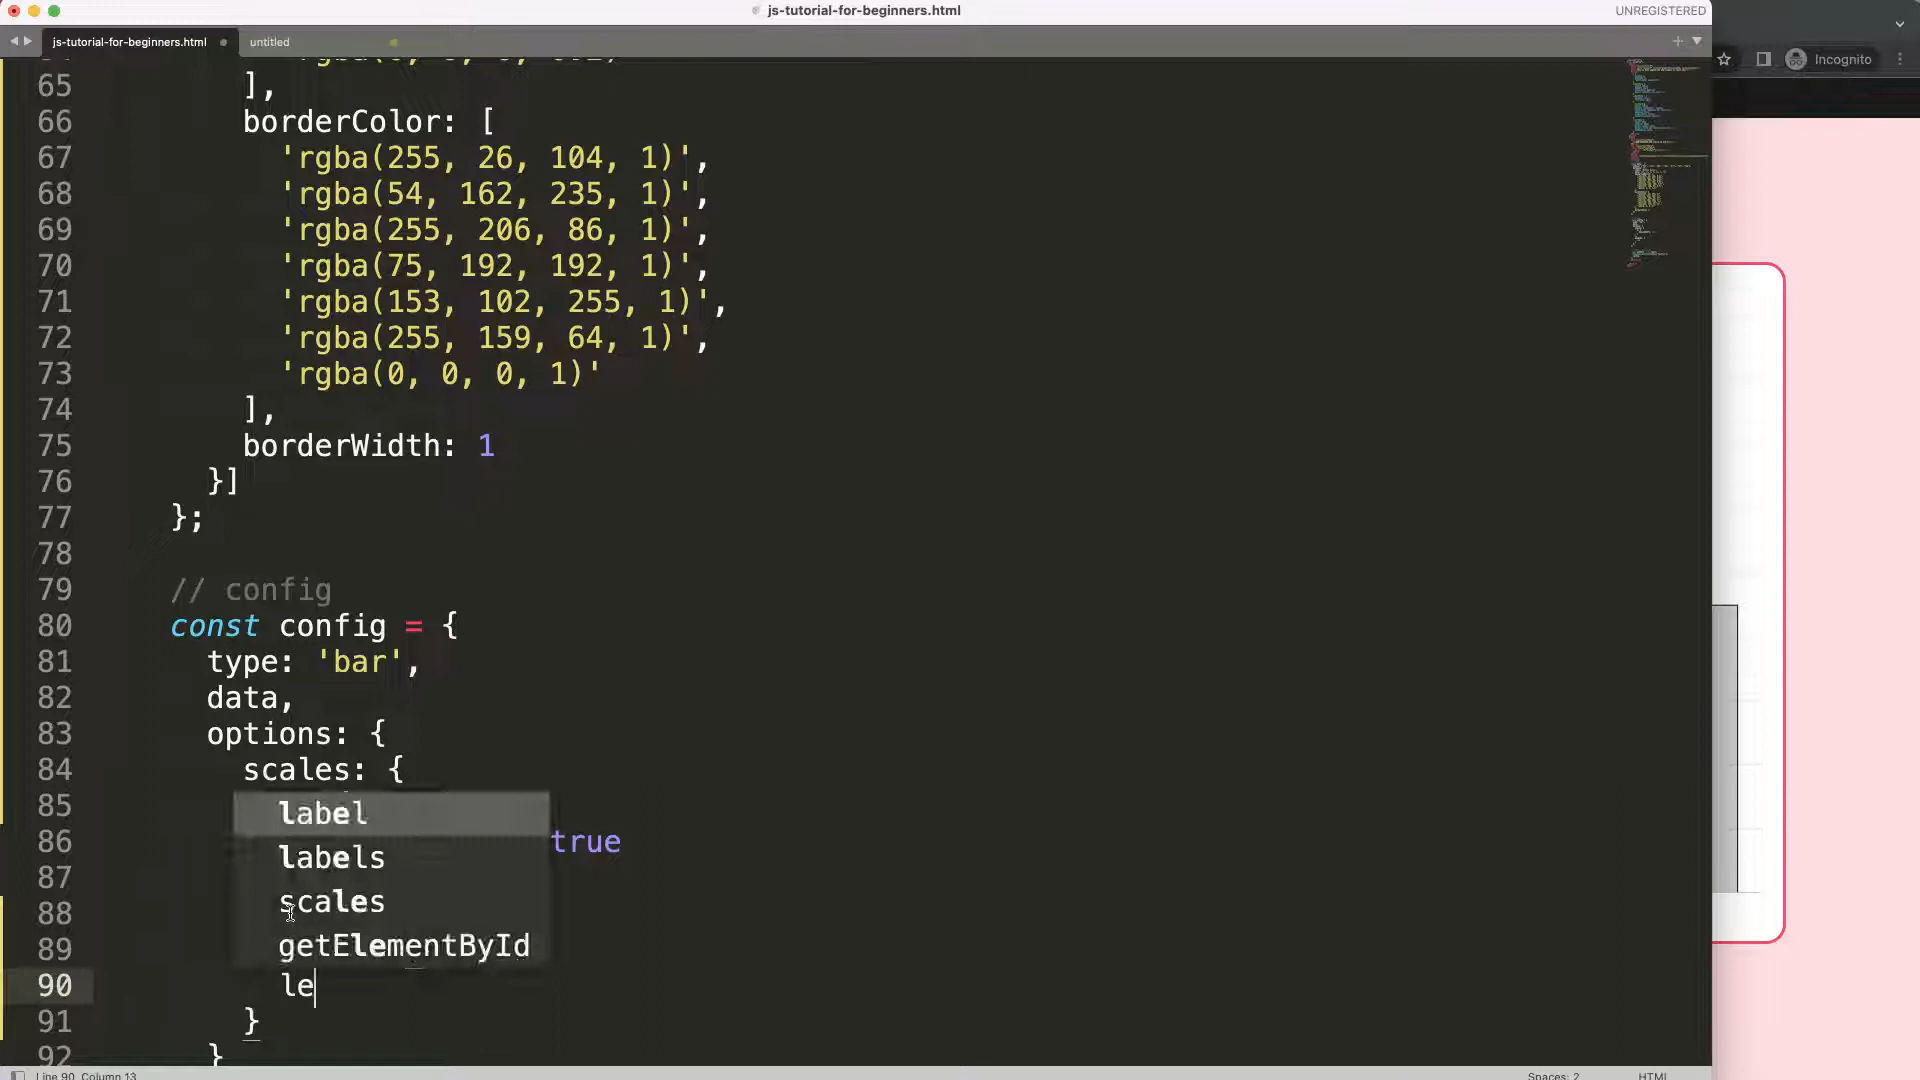 js-tutorial-for-beginners.html
UNREGISTERED
js-tutorial-for-beginners.html
untitled
Incognito
65 ],
66 borderColor: [
67 'rgba(255, 26, 104, 1)',
68 'rgba(54, 162, 235, 1)',
69 'rgba(255, 206, 86, 1)',
70 'rgba(75, 192, 192, 1)',
71 'rgba(153, 102, 255, 1)',
72 'rgba(255, 159, 64, 1)',
73 'rgba(0, 0, 0, 1)'
74 ],
75 borderWidth: 1
76 }]
77 };
78
79 // config
80 const config = {
81 type: 'bar',
82 data,
83 options: {
84 scales: {
85 label
86 true
87 labels
88 scales
89 getElementById
90 le
91 }
92 }
Line 90, Column 13
Spaces: 2
HTML